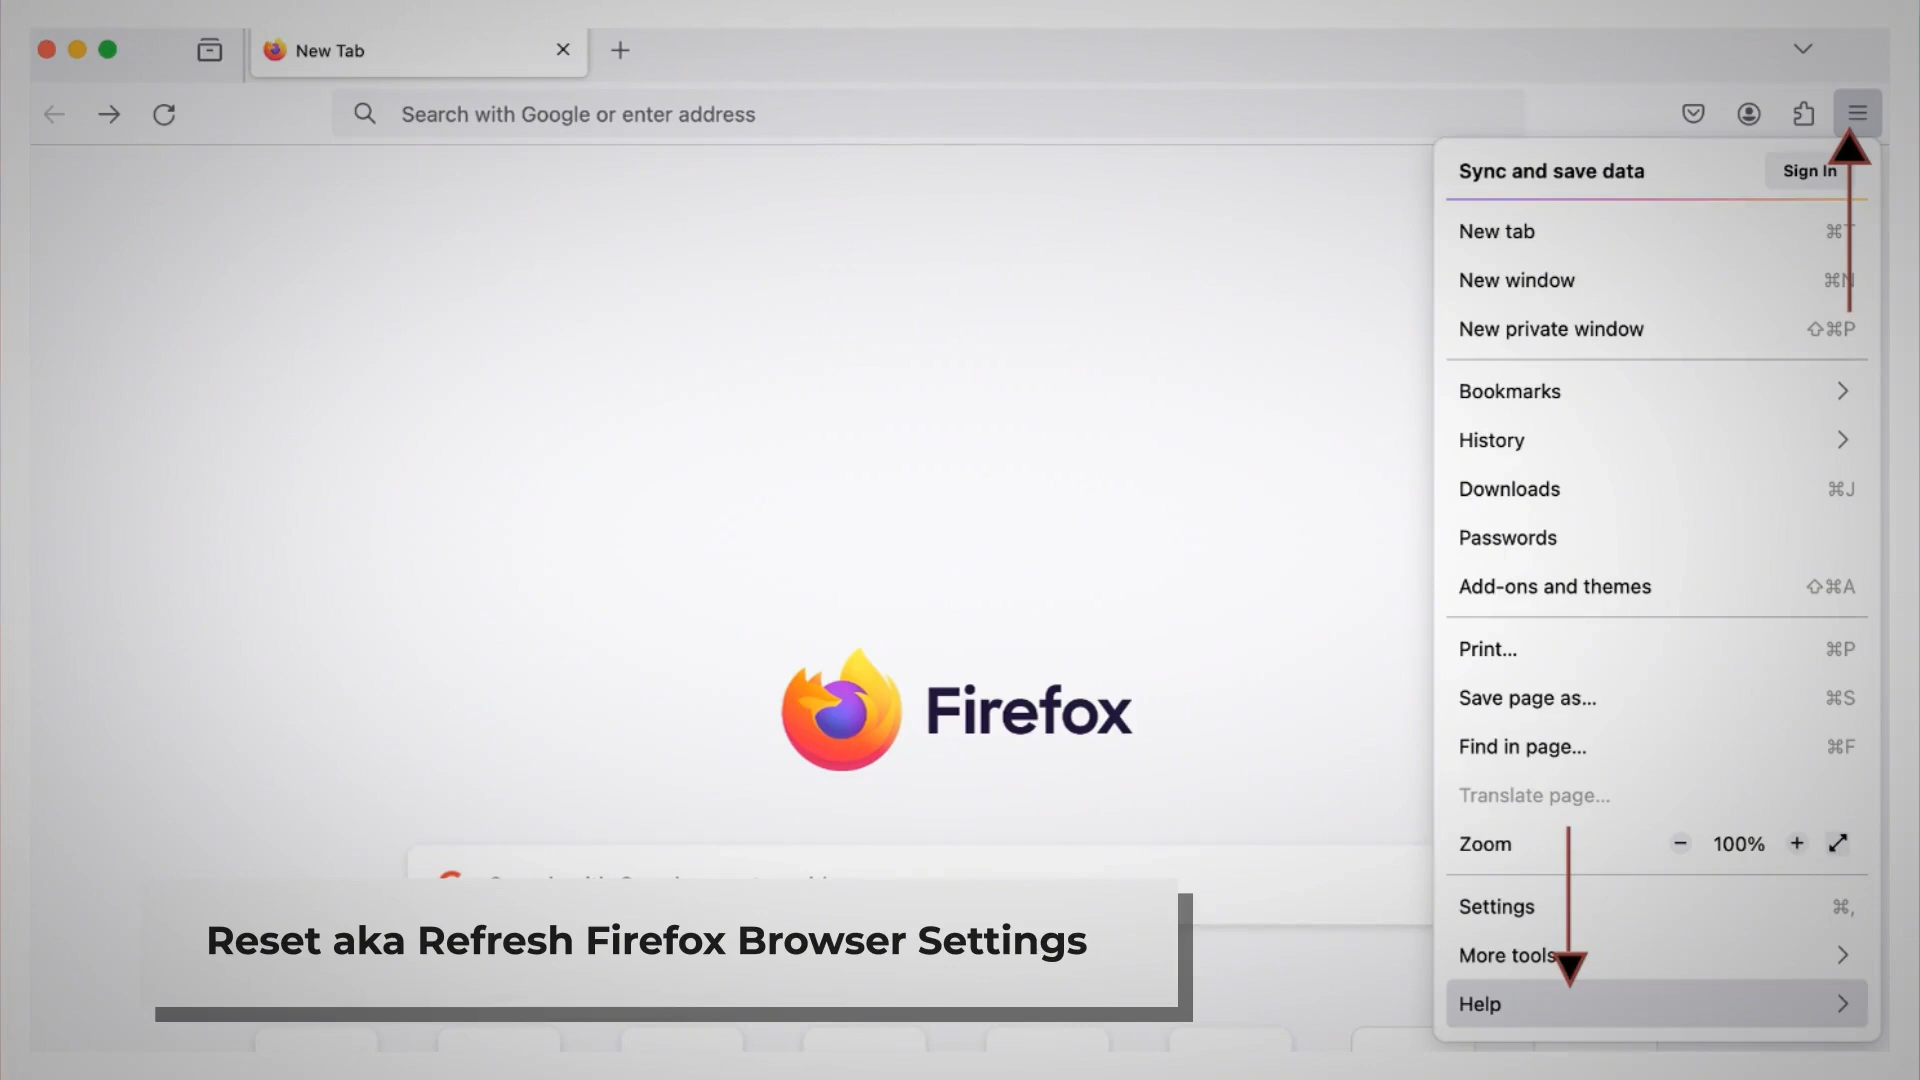 New Tab
Search with Google or enter address
Sync and save data
Sign In
New tab
New window
New private window ⇧⌘P
Bookmarks
History
Downloads ⌘J
Passwords
Add-ons and themes ⇧⌘A
Print... ⌘P
Save page as... ⌘S
Find in page... ⌘F
Translate page...
Zoom − 100% +
Settings ⌘,
More tools
Help
Firefox
Reset aka Refresh Firefox Browser Settings